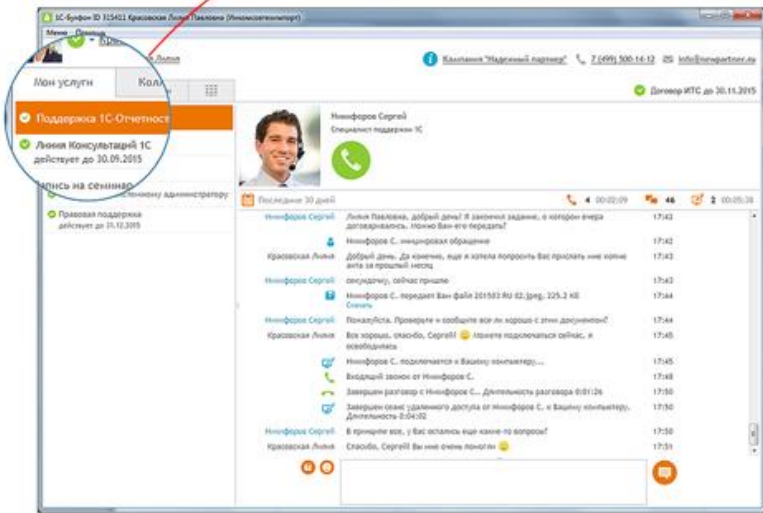 1С-Бухфон ID 315411 Красовская Лилия Павловна (Инкомсовтехимпорт)
Меню Помощь
Лилия
Компания "Надежный партнер" 7 (499) 500-14-12 info@newpartner.ru
Мои услуги
Договор ИТС до 30.11.2015
Поддержка 1С-Отчетност
Линия Консультаций 1С
действует до 30.09.2015
апись на семинар
системному администратору
Правовая поддержка
действует до 31.12.2015
Никифоров Сергей
Специалист поддержки 1С
Последние 30 дней 4 00:02:09 46 2 00:05:38
Никифоров Сергей Лилия Павловна, добрый день! Я закончил задание, о котором вчера 17:42
договаривались. Можно Вам его передать?
Никифоров С. инициировал обращение 17:42
Красовская Лилия Добрый день. Да конечно, еще я хотела попросить Вас прислать мне копию 17:43
акта за прошлый месяц
Никифоров Сергей секундочку, сейчас пришлю 17:43
Никифоров С. передает Вам файл 201503 RU 02.jpeg, 225.2 Кб 17:44
Скачать
Никифоров Сергей Пожалуйста. Проверьте и сообщите все ли хорошо с этим документом? 17:44
Красовская Лилия Все хорошо, спасибо, Сергей! Можете подключаться сейчас, я 17:45
освободилась
Никифоров С. подключается к Вашему компьютеру... 17:45
Входящий звонок от Никифоров С. 17:48
Завершен разговор с Никифоров С.. Длительность разговора 0:01:26 17:50
Завершен сеанс удаленного доступа от Никифоров С. к Вашему компьютеру. 17:50
Длительность 0:04:02
Никифоров Сергей В принципе все, у Вас остались еще какие-то вопросы? 17:50
Красовская Лилия Спасибо, Сергей! Вы мне очень помогли 17:51